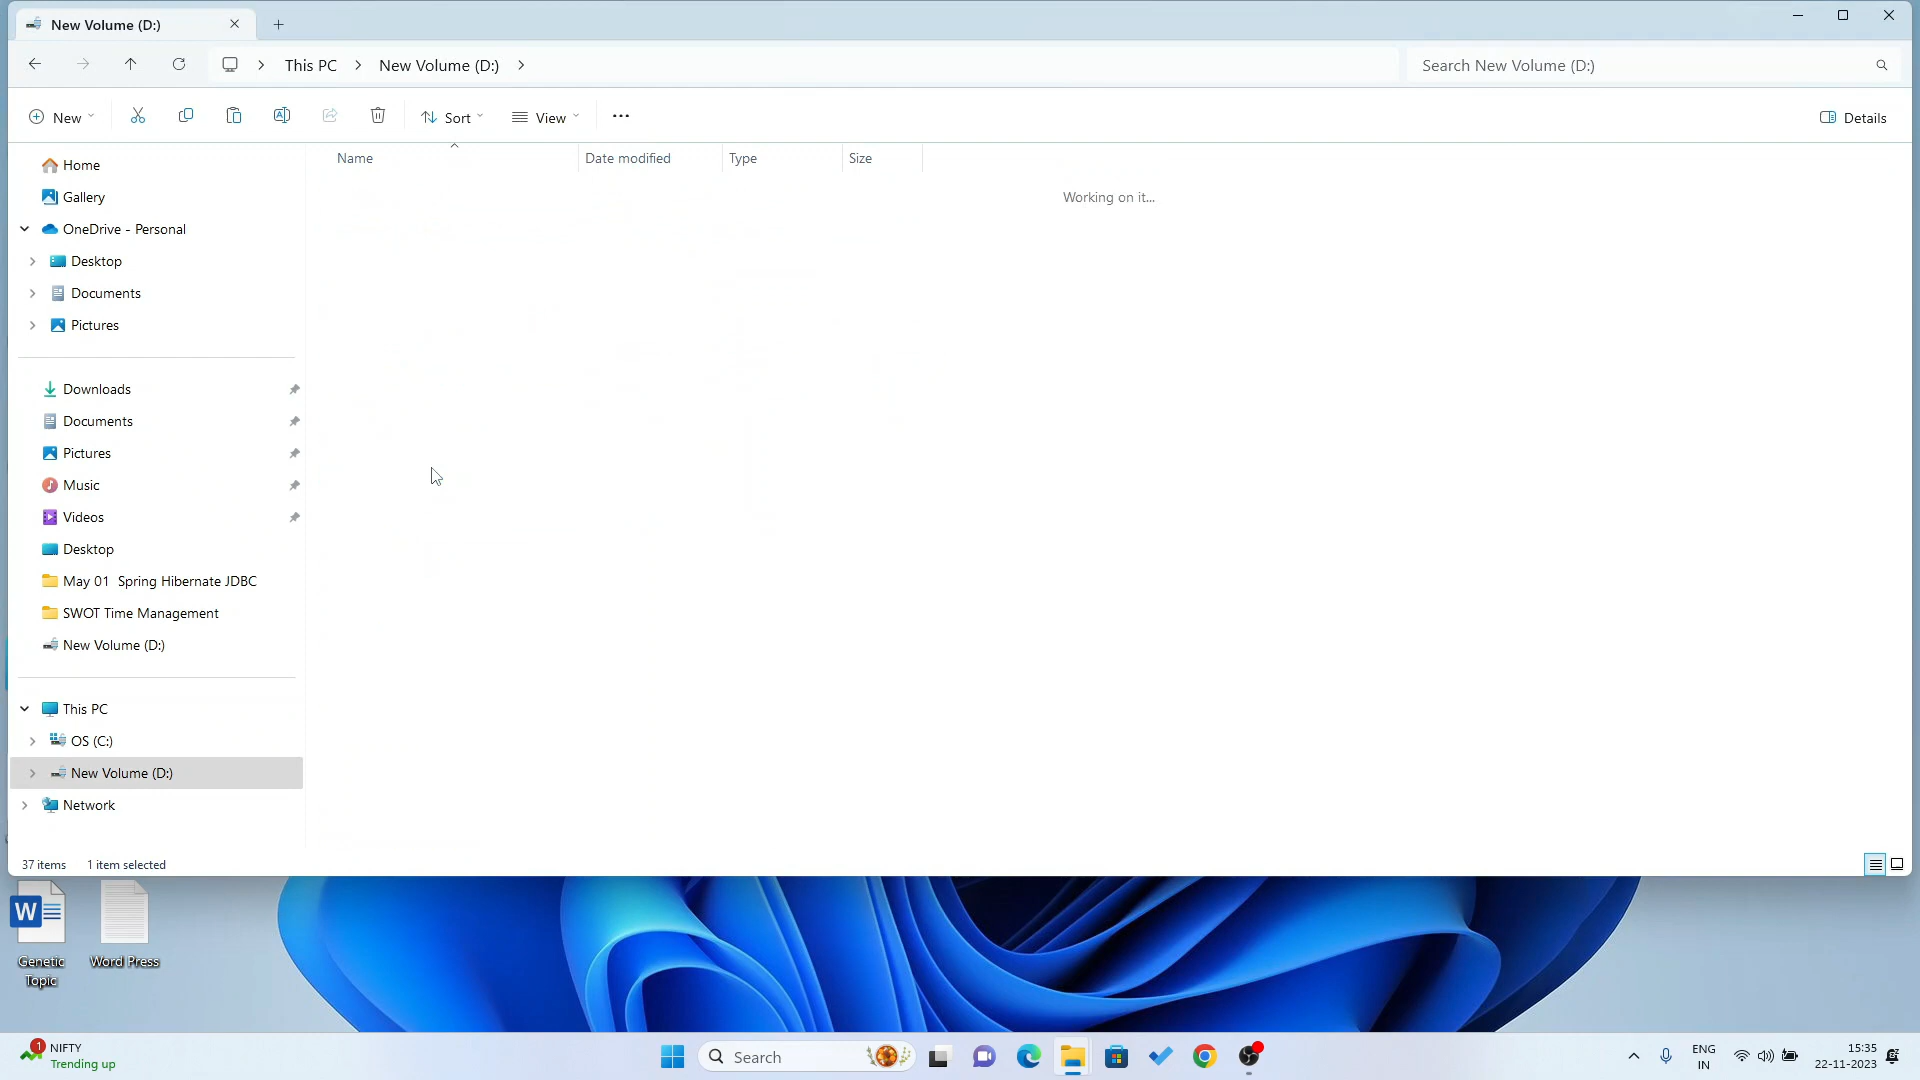 New Volume (D:)
This PC
New Volume (D:)
Search New Volume (D:)
New
Sort
View
Details
Name
Date modified
Type
Size
Working on it...
Home
Gallery
OneDrive - Personal
Desktop
Documents
Pictures
Downloads
Documents
Pictures
Music
Videos
Desktop
May 01 Spring Hibernate JDBC
SWOT Time Management
New Volume (D:)
This PC
OS (C:)
New Volume (D:)
Network
37 items
1 item selected
W
Genetic
Topic
Word Press
1
NIFTY
Trending up
Search
ENG
IN
15:35
22-11-2023